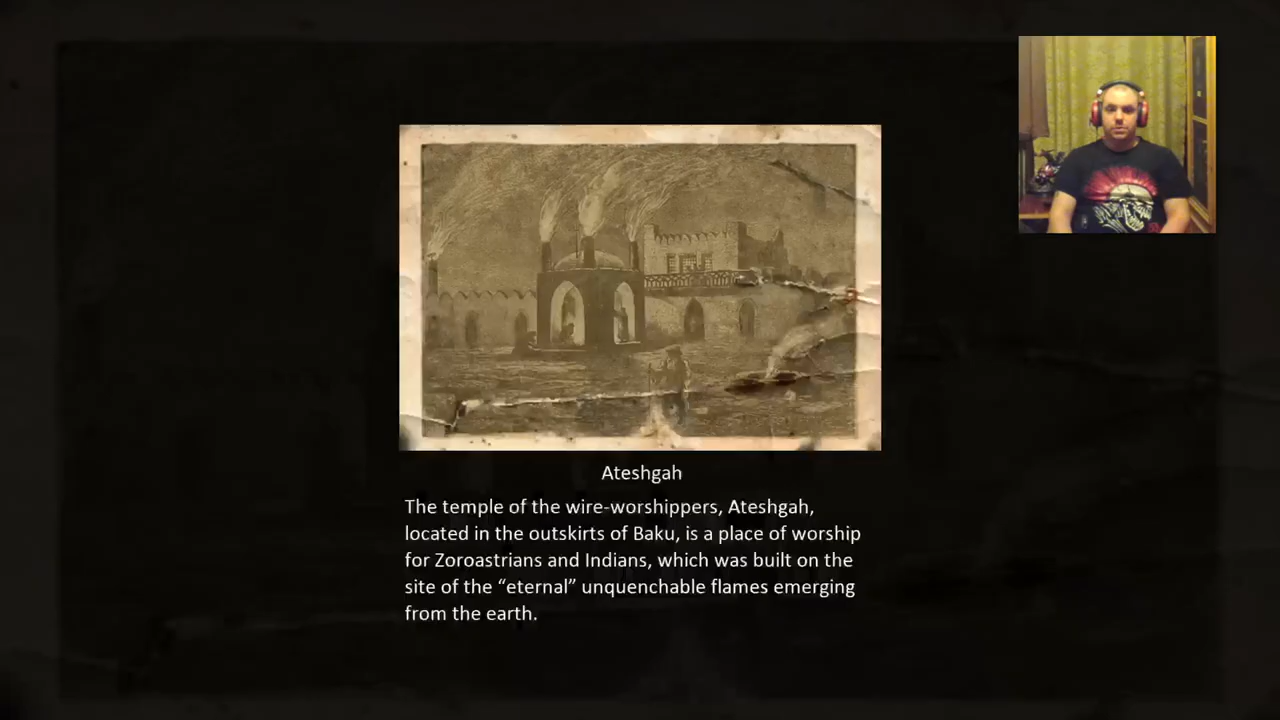 Ateshgah
The temple of the wire-worshippers, Ateshgah,
located in the outskirts of Baku, is a place of worship
for Zoroastrians and Indians, which was built on the
site of the “eternal” unquenchable flames emerging
from the earth.